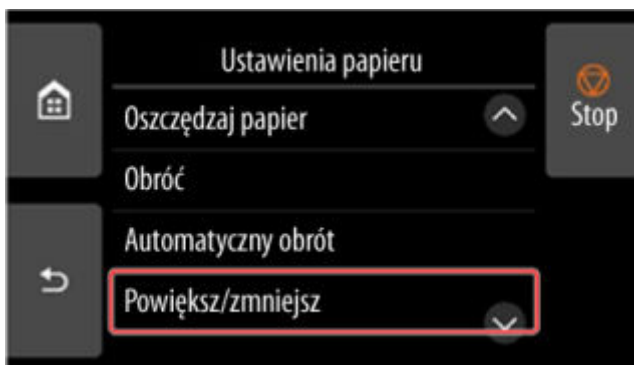 Ustawienia papieru
Oszczędzaj papier
Stop
Obróć
Automatyczny obrót
Powiększ/zmniejsz